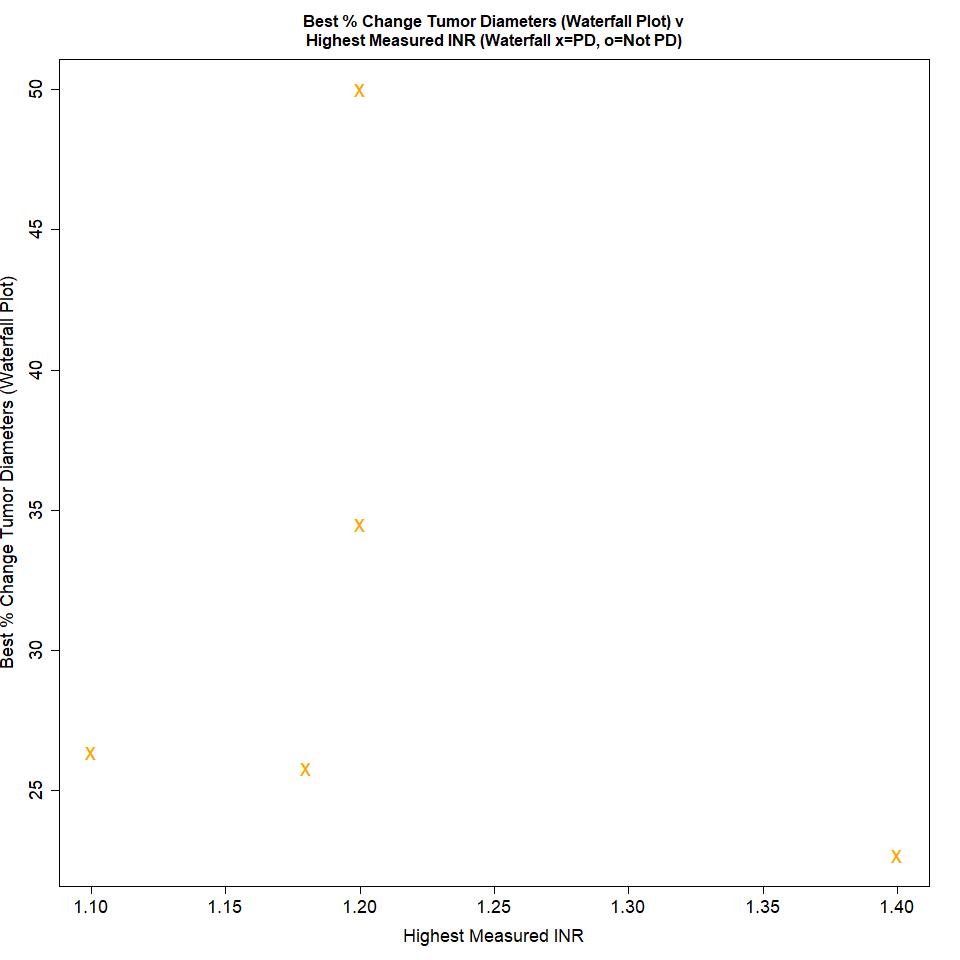 Best % Change Tumor Diameters (Waterfall Plot) v
Highest Measured INR (Waterfall x=PD, o=Not PD)
Best % Change Tumor Diameters (Waterfall Plot)
50
45
40
35
30
25
X
X
X
X
X
1.10 1.15 1.20 1.25 1.30 1.35 1.40
Highest Measured INR